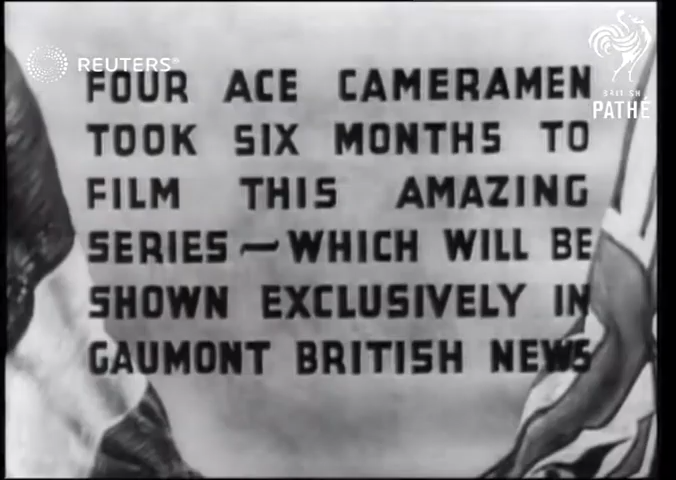 REUTERS
BRITISH
PATHÉ
FOUR ACE CAMERAMEN
TOOK SIX MONTHS TO
FILM THIS AMAZING
SERIES—WHICH WILL BE
SHOWN EXCLUSIVELY IN
GAUMONT BRITISH NEWS